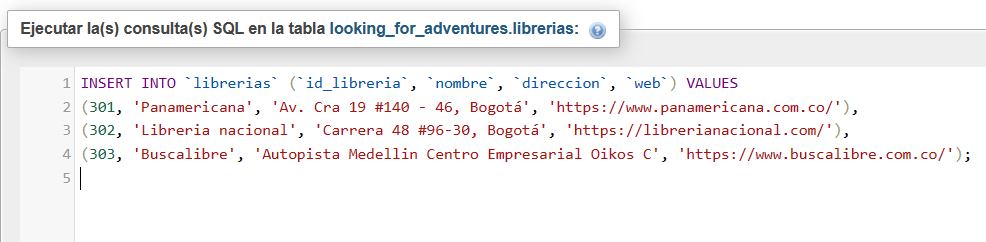 Ejecutar la(s) consulta(s) SQL en la tabla looking_for_adventures.librerias:
1 INSERT INTO `librerias` (`id_libreria`, `nombre`, `direccion`, `web`) VALUES
2 (301, 'Panamericana', 'Av. Cra 19 #140 - 46, Bogotá', 'https://www.panamericana.com.co/'),
3 (302, 'Libreria nacional', 'Carrera 48 #96-30, Bogotá', 'https://librerianacional.com/'),
4 (303, 'Buscalibre', 'Autopista Medellin Centro Empresarial Oikos C', 'https://www.buscalibre.com.co/');
5